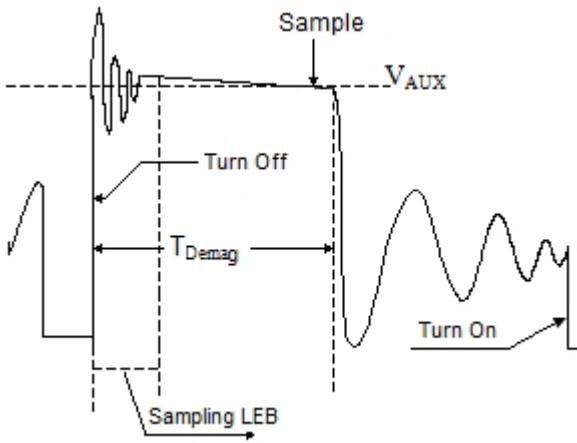 Sample
VAUX
Turn Off
TDemag
Turn On
Sampling LEB